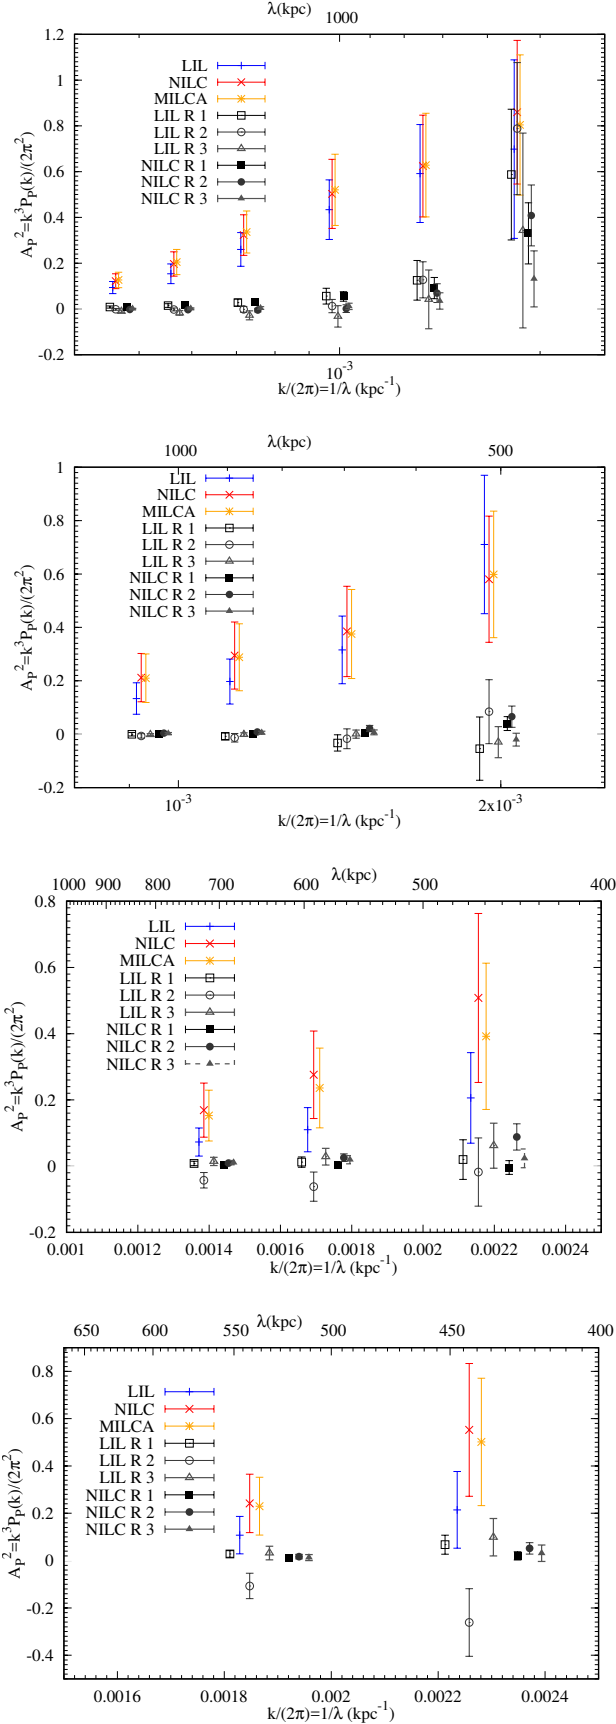 λ(kpc)
1000
1.2
1
0.8
0.6
0.4
0.2
0
-0.2
A_P^2=k^3P_P(k)/(2π^2)
LIL
NILC
MILCA
LIL R 1
LIL R 2
LIL R 3
NILC R 1
NILC R 2
NILC R 3
10^-3
k/(2π)=1/λ (kpc^-1)
λ(kpc)
1000 500
1
0.8
0.6
0.4
0.2
0
-0.2
A_P^2=k^3P_P(k)/(2π^2)
LIL
NILC
MILCA
LIL R 1
LIL R 2
LIL R 3
NILC R 1
NILC R 2
NILC R 3
10^-3 2x10^-3
k/(2π)=1/λ (kpc^-1)
λ(kpc)
1000 900 800 700 600 500 400
0.8
0.6
0.4
0.2
0
-0.2
A_P^2=k^3P_P(k)/(2π^2)
LIL
NILC
MILCA
LIL R 1
LIL R 2
LIL R 3
NILC R 1
NILC R 2
NILC R 3
0.001 0.0012 0.0014 0.0016 0.0018 0.002 0.0022 0.0024
k/(2π)=1/λ (kpc^-1)
λ(kpc)
650 600 550 500 450 400
0.8
0.6
0.4
0.2
0
-0.2
-0.4
A_P^2=k^3P_P(k)/(2π^2)
LIL
NILC
MILCA
LIL R 1
LIL R 2
LIL R 3
NILC R 1
NILC R 2
NILC R 3
0.0016 0.0018 0.002 0.0022 0.0024
k/(2π)=1/λ (kpc^-1)